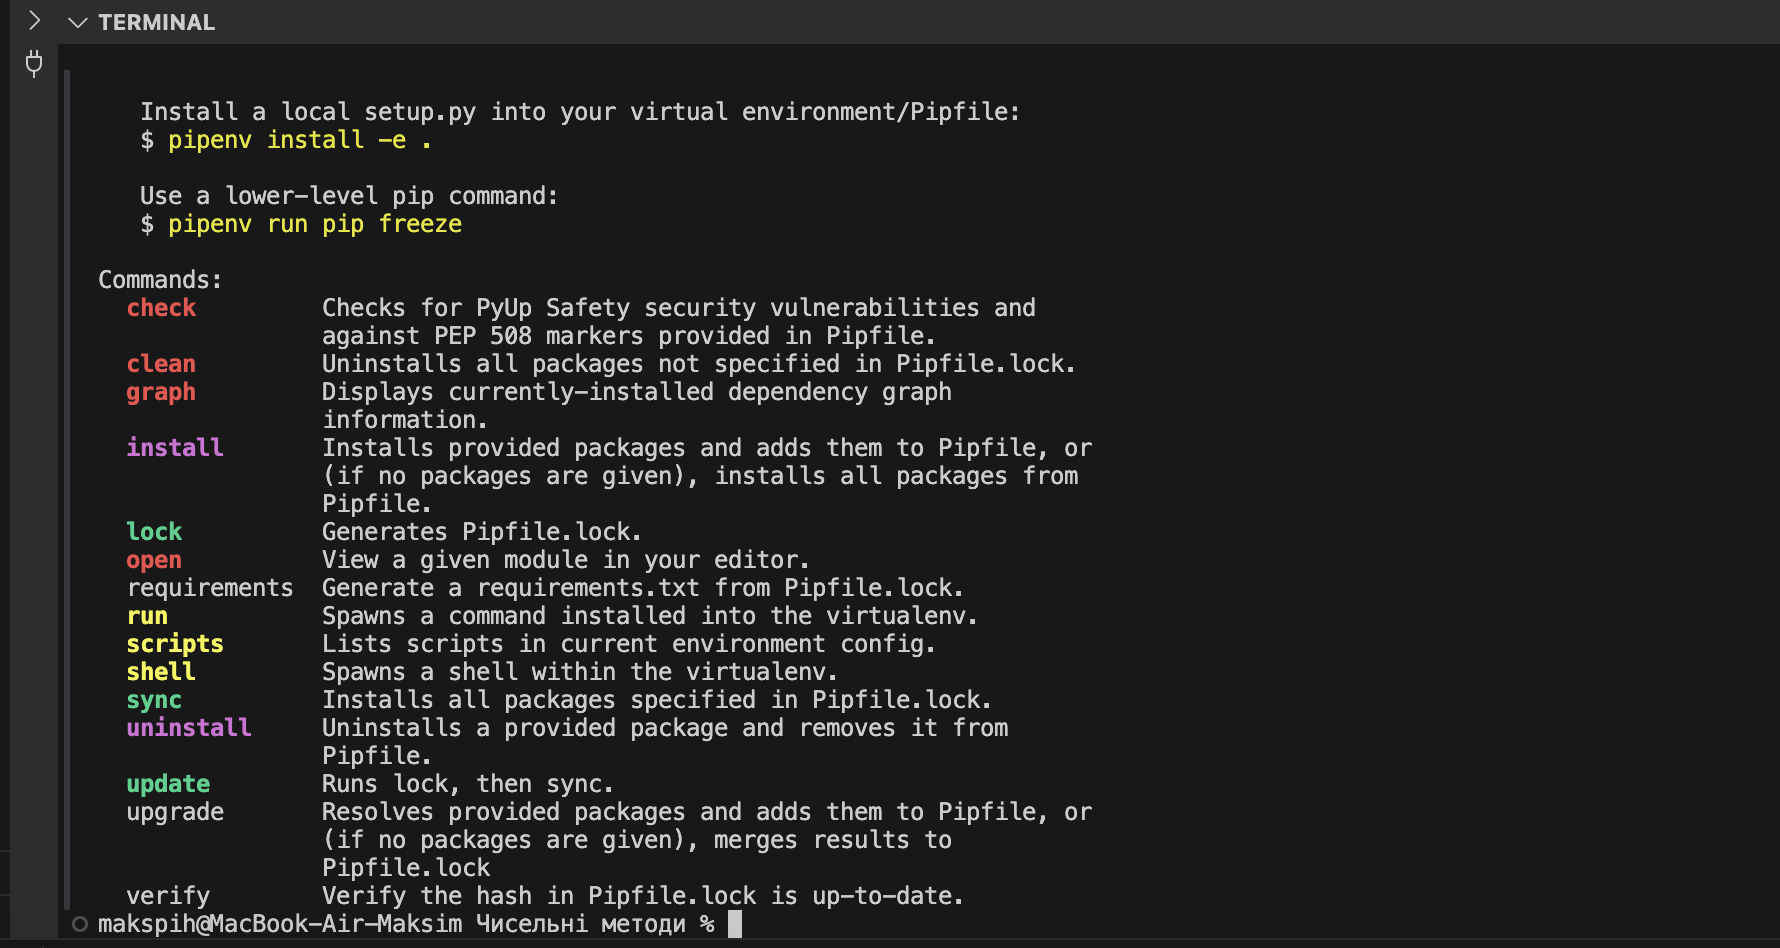 TERMINAL
Install a local setup.py into your virtual environment/Pipfile:
$ pipenv install -e .
Use a lower-level pip command:
$ pipenv run pip freeze
Commands:
check Checks for PyUp Safety security vulnerabilities and
against PEP 508 markers provided in Pipfile.
clean Uninstalls all packages not specified in Pipfile.lock.
graph Displays currently-installed dependency graph
information.
install Installs provided packages and adds them to Pipfile, or
(if no packages are given), installs all packages from
Pipfile.
lock Generates Pipfile.lock.
open View a given module in your editor.
requirements Generate a requirements.txt from Pipfile.lock.
run Spawns a command installed into the virtualenv.
scripts Lists scripts in current environment config.
shell Spawns a shell within the virtualenv.
sync Installs all packages specified in Pipfile.lock.
uninstall Uninstalls a provided package and removes it from
Pipfile.
update Runs lock, then sync.
upgrade Resolves provided packages and adds them to Pipfile, or
(if no packages are given), merges results to
Pipfile.lock
verify Verify the hash in Pipfile.lock is up-to-date.
makspih@MacBook-Air-Maksim Чисельні методи %